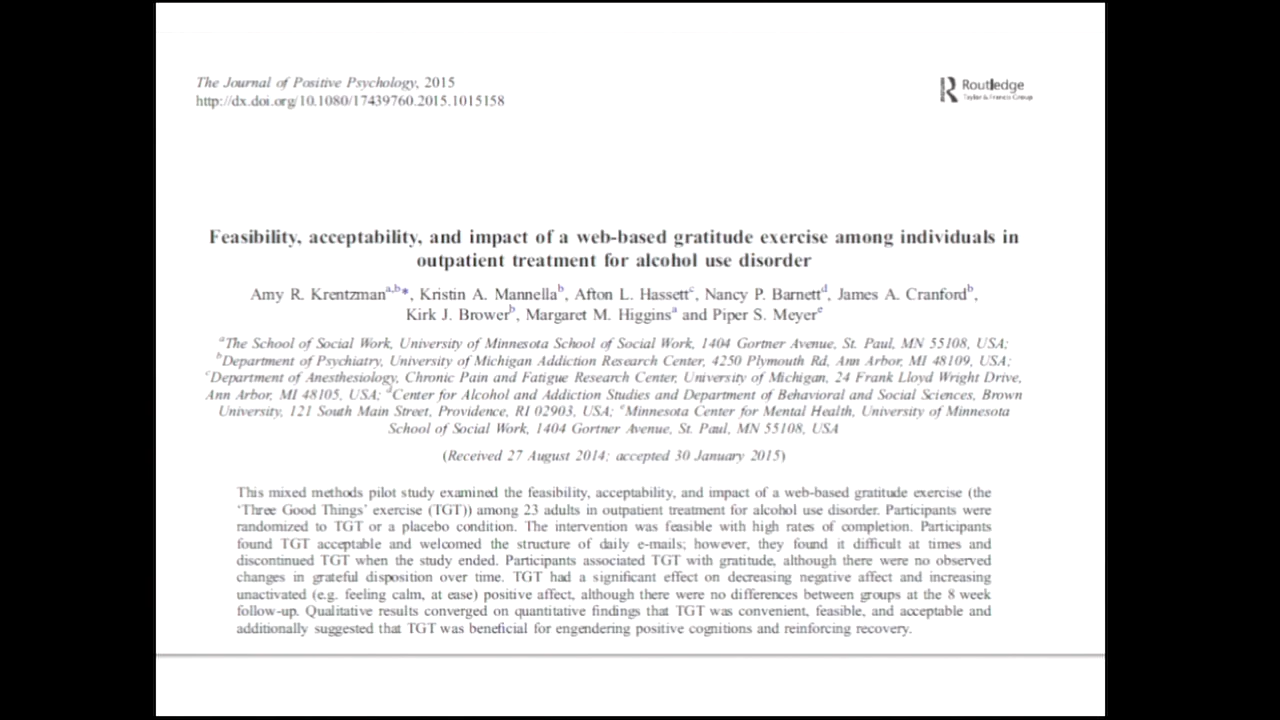 The Journal of Positive Psychology, 2015
http://dx.doi.org/10.1080/17439760.2015.1015158
Routledge
Taylor & Francis Group
Feasibility, acceptability, and impact of a web-based gratitude exercise among individuals in
outpatient treatment for alcohol use disorder
Amy R. Krentzmana,b*, Kristin A. Mannellab, Afton L. Hassettc, Nancy P. Barnettd, James A. Cranfordb,
Kirk J. Browerb, Margaret M. Higginsa and Piper S. Meyere
aThe School of Social Work, University of Minnesota School of Social Work, 1404 Gortner Avenue, St. Paul, MN 55108, USA;
bDepartment of Psychiatry, University of Michigan Addiction Research Center, 4250 Plymouth Rd, Ann Arbor, MI 48109, USA;
cDepartment of Anesthesiology, Chronic Pain and Fatigue Research Center, University of Michigan, 24 Frank Lloyd Wright Drive,
Ann Arbor, MI 48105, USA; dCenter for Alcohol and Addiction Studies and Department of Behavioral and Social Sciences, Brown
University, 121 South Main Street, Providence, RI 02903, USA; eMinnesota Center for Mental Health, University of Minnesota
School of Social Work, 1404 Gortner Avenue, St. Paul, MN 55108, USA
(Received 27 August 2014; accepted 30 January 2015)
This mixed methods pilot study examined the feasibility, acceptability, and impact of a web-based gratitude exercise (the
‘Three Good Things’ exercise (TGT)) among 23 adults in outpatient treatment for alcohol use disorder. Participants were
randomized to TGT or a placebo condition. The intervention was feasible with high rates of completion. Participants
found TGT acceptable and welcomed the structure of daily e-mails; however, they found it difficult at times and
discontinued TGT when the study ended. Participants associated TGT with gratitude, although there were no observed
changes in grateful disposition over time. TGT had a significant effect on decreasing negative affect and increasing
unactivated (e.g. feeling calm, at ease) positive affect, although there were no differences between groups at the 8 week
follow-up. Qualitative results converged on quantitative findings that TGT was convenient, feasible, and acceptable and
additionally suggested that TGT was beneficial for engendering positive cognitions and reinforcing recovery.